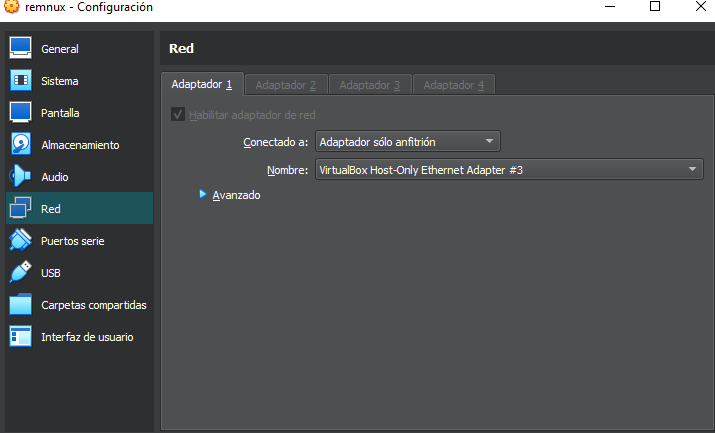 remnux - Configuración
General
Sistema
Pantalla
Almacenamiento
Audio
Red
Puertos serie
USB
Carpetas compartidas
Interfaz de usuario
Red
Adaptador 1 Adaptador 2 Adaptador 3 Adaptador 4
Habilitar adaptador de red
Conectado a: Adaptador sólo anfitrión
Nombre: VirtualBox Host-Only Ethernet Adapter #3
Avanzado